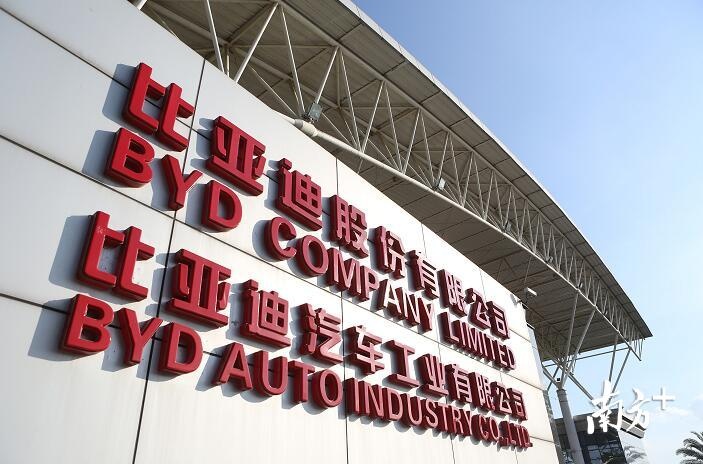 比亚迪股份有限公司
BYD COMPANY LIMITED
比亚迪汽车工业有限公司
BYD AUTO INDUSTRY CO.,LTD
南方+